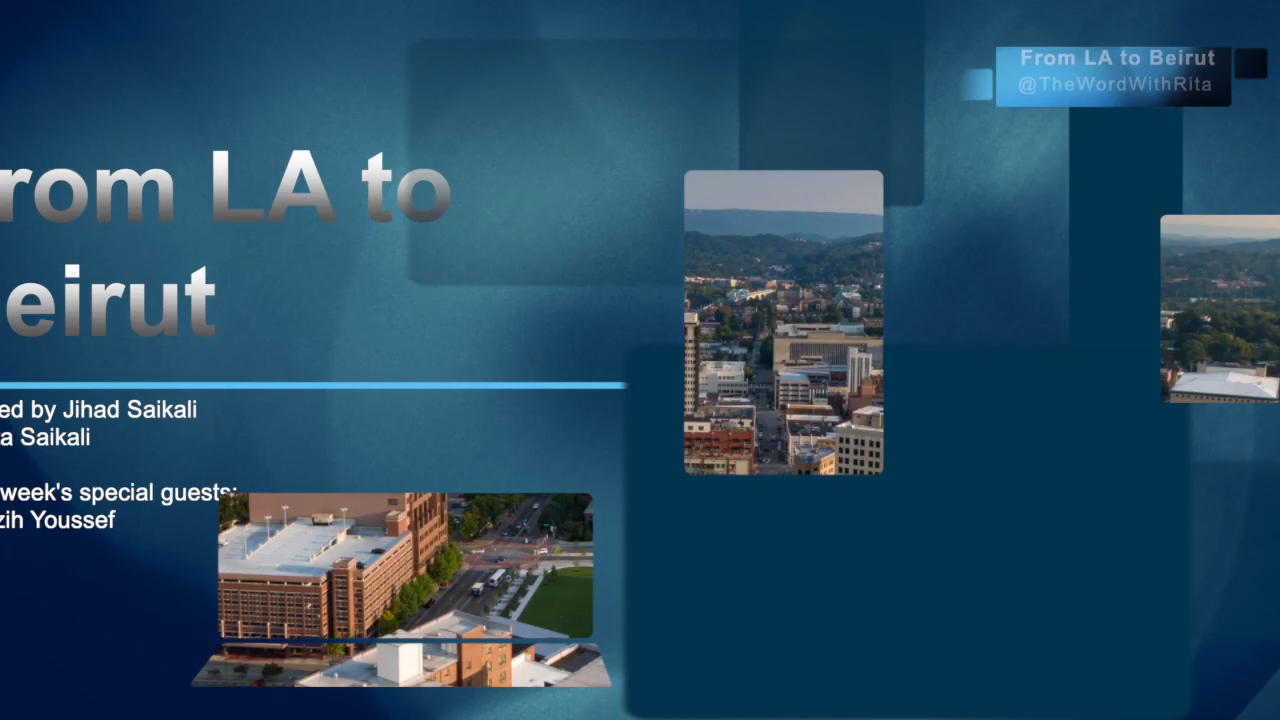 rom LA to
eirut
ed by Jihad Saikali
a Saikali
week's special guests:
zih Youssef
From LA to Beirut
@TheWordWithRita